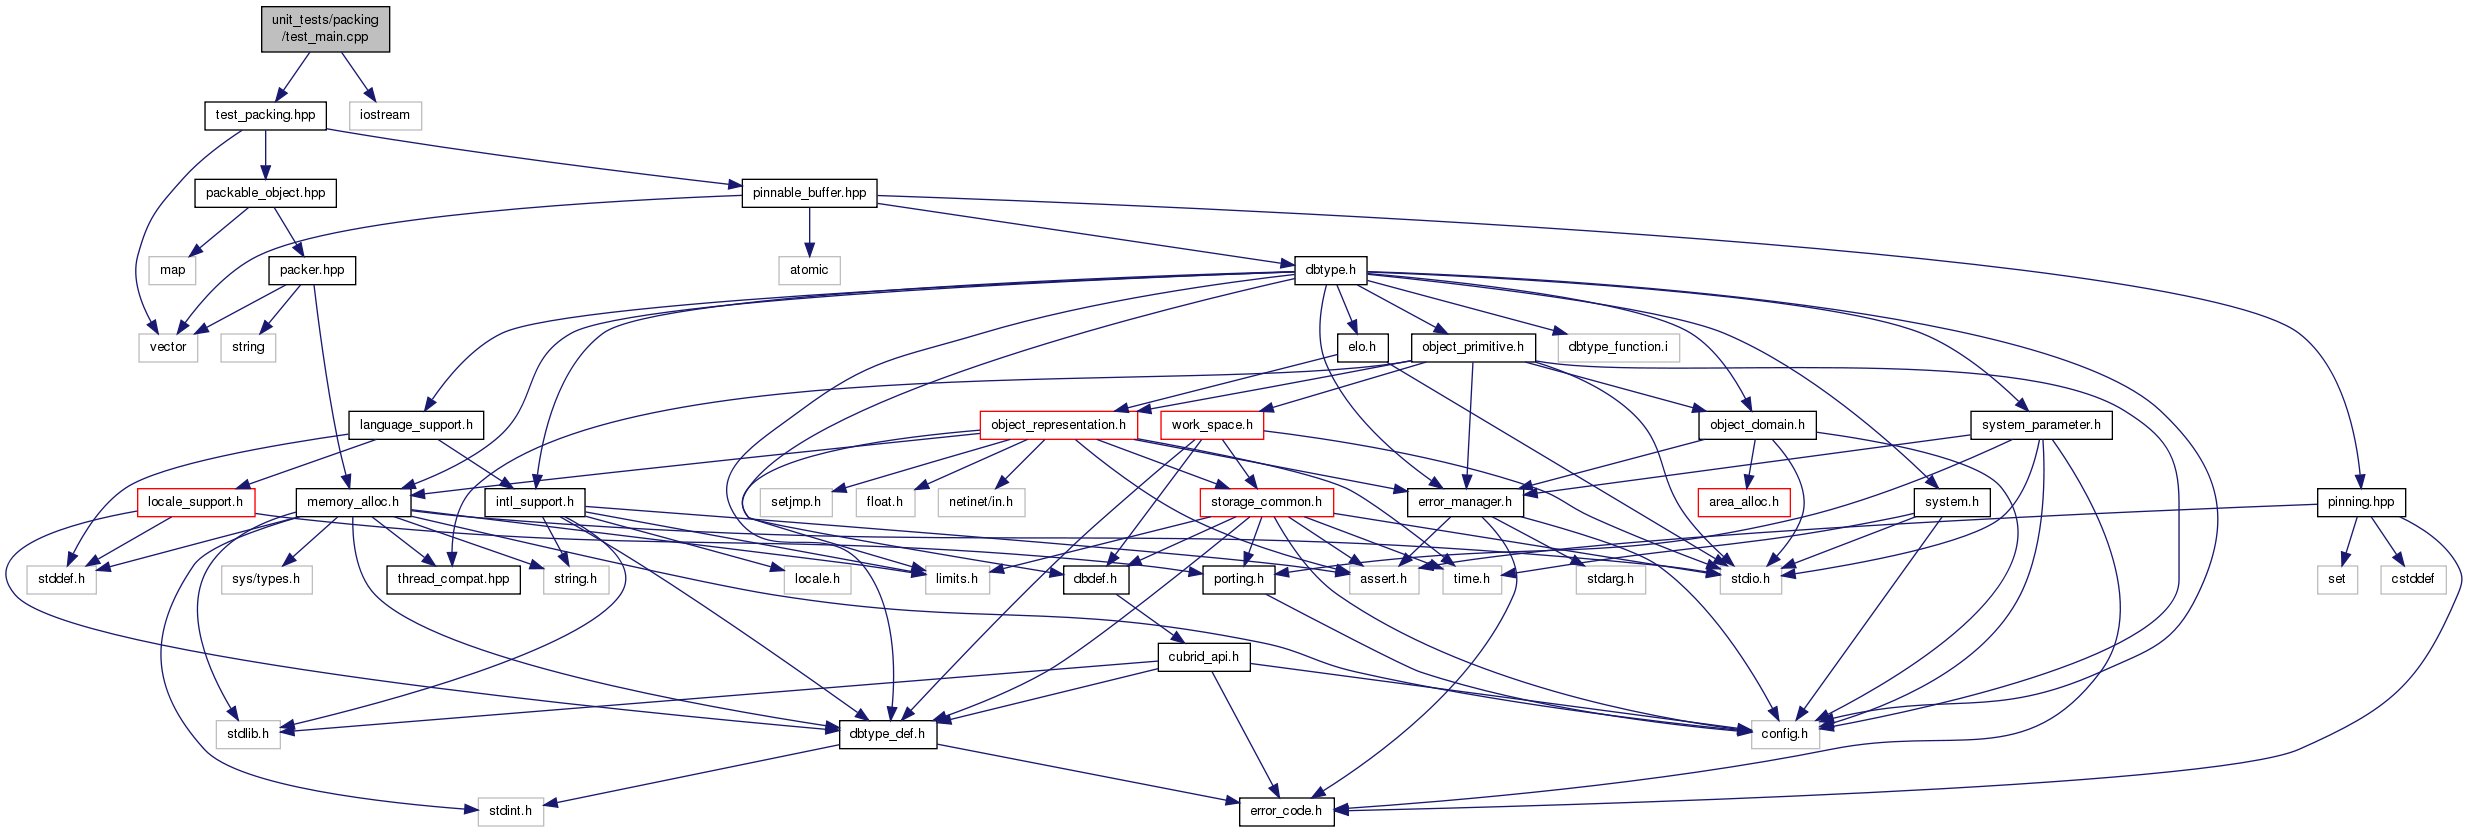 unit_tests/packing
/test_main.cpp
test_packing.hpp
iostream
packable_object.hpp
pinnable_buffer.hpp
map
packer.hpp
atomic
dbtype.h
vector
string
elo.h
object_primitive.h
dbtype_function.i
language_support.h
object_representation.h
work_space.h
object_domain.h
system_parameter.h
locale_support.h
memory_alloc.h
intl_support.h
setjmp.h
float.h
netinet/in.h
storage_common.h
error_manager.h
area_alloc.h
system.h
pinning.hpp
stddef.h
sys/types.h
thread_compat.hpp
string.h
locale.h
limits.h
dbdef.h
porting.h
assert.h
time.h
stdarg.h
stdio.h
set
cstddef
cubrid_api.h
stdlib.h
dbtype_def.h
config.h
stdint.h
error_code.h